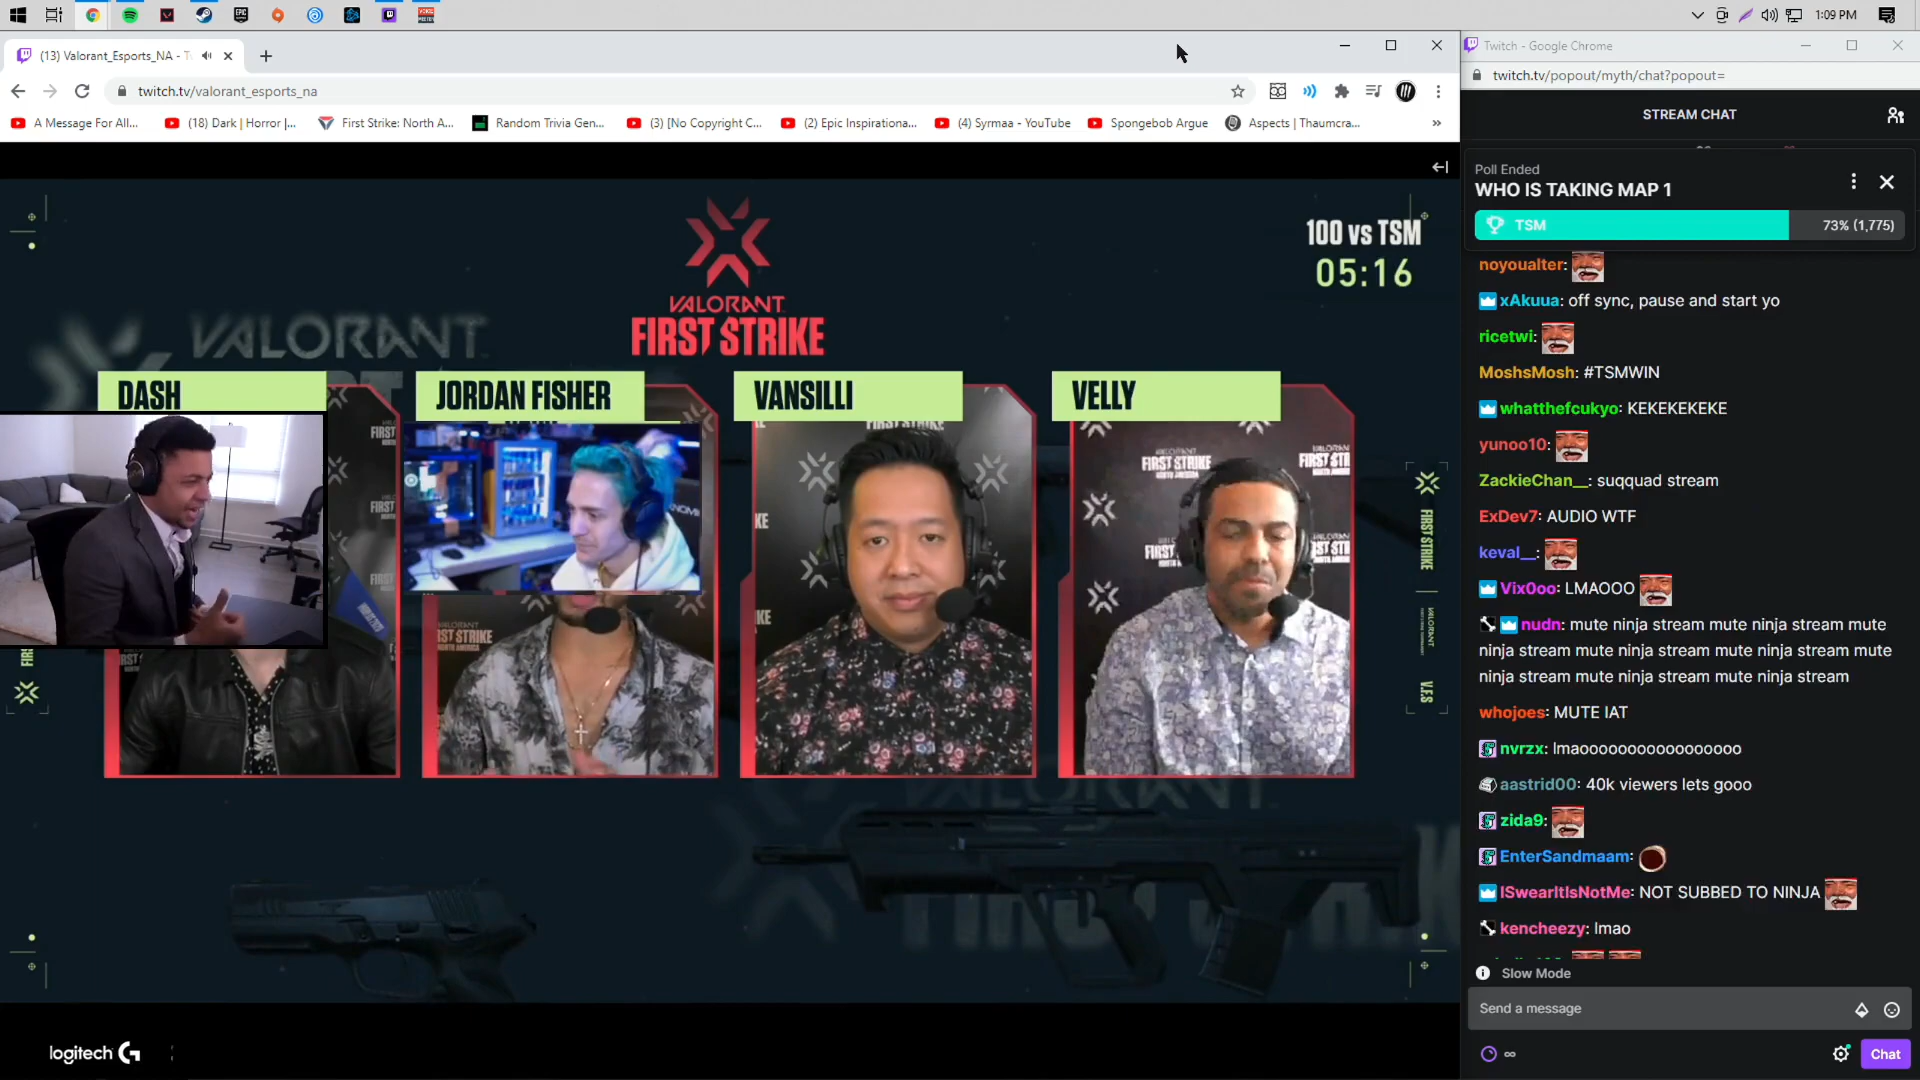 1:09 PM
(13) Valorant_Esports_NA - T
Twitch - Google Chrome
twitch.tv/valorant_esports_na
twitch.tv/popout/myth/chat?popout=
A Message For All...
(18) Dark | Horror |...
First Strike: North A...
Random Trivia Gen...
(3) [No Copyright C...
(2) Epic Inspirationa...
(4) Syrmaa - YouTube
Spongebob Argue
Aspects | Thaumcra...
»
STREAM CHAT
Poll Ended
WHO IS TAKING MAP 1
TSM
73% (1,775)
100 vs TSM
05:16
VALORANT
FIRST STRIKE
VALORANT
DASH
JORDAN FISHER
VANSILLI
VELLY
FIRST STRIKE
V.F.S
logitech G
noyoualter:
xAkuua: off sync, pause and start yo
ricetwi:
MoshsMosh: #TSMWIN
whatthefcukyo: KEKEKEKEKE
yunoo10:
ZackieChan__: suqquad stream
ExDev7: AUDIO WTF
keval__:
Vix0oo: LMAOOO
nudn: mute ninja stream mute ninja stream mute
ninja stream mute ninja stream mute ninja stream mute
ninja stream mute ninja stream mute ninja stream
whojoes: MUTE IAT
nvrzx: lmaooooooooooooooooo
aastrid00: 40k viewers lets gooo
zida9:
EnterSandmaam:
ISwearItIsNotMe: NOT SUBBED TO NINJA
kencheezy: lmao
Slow Mode
Send a message
∞
Chat